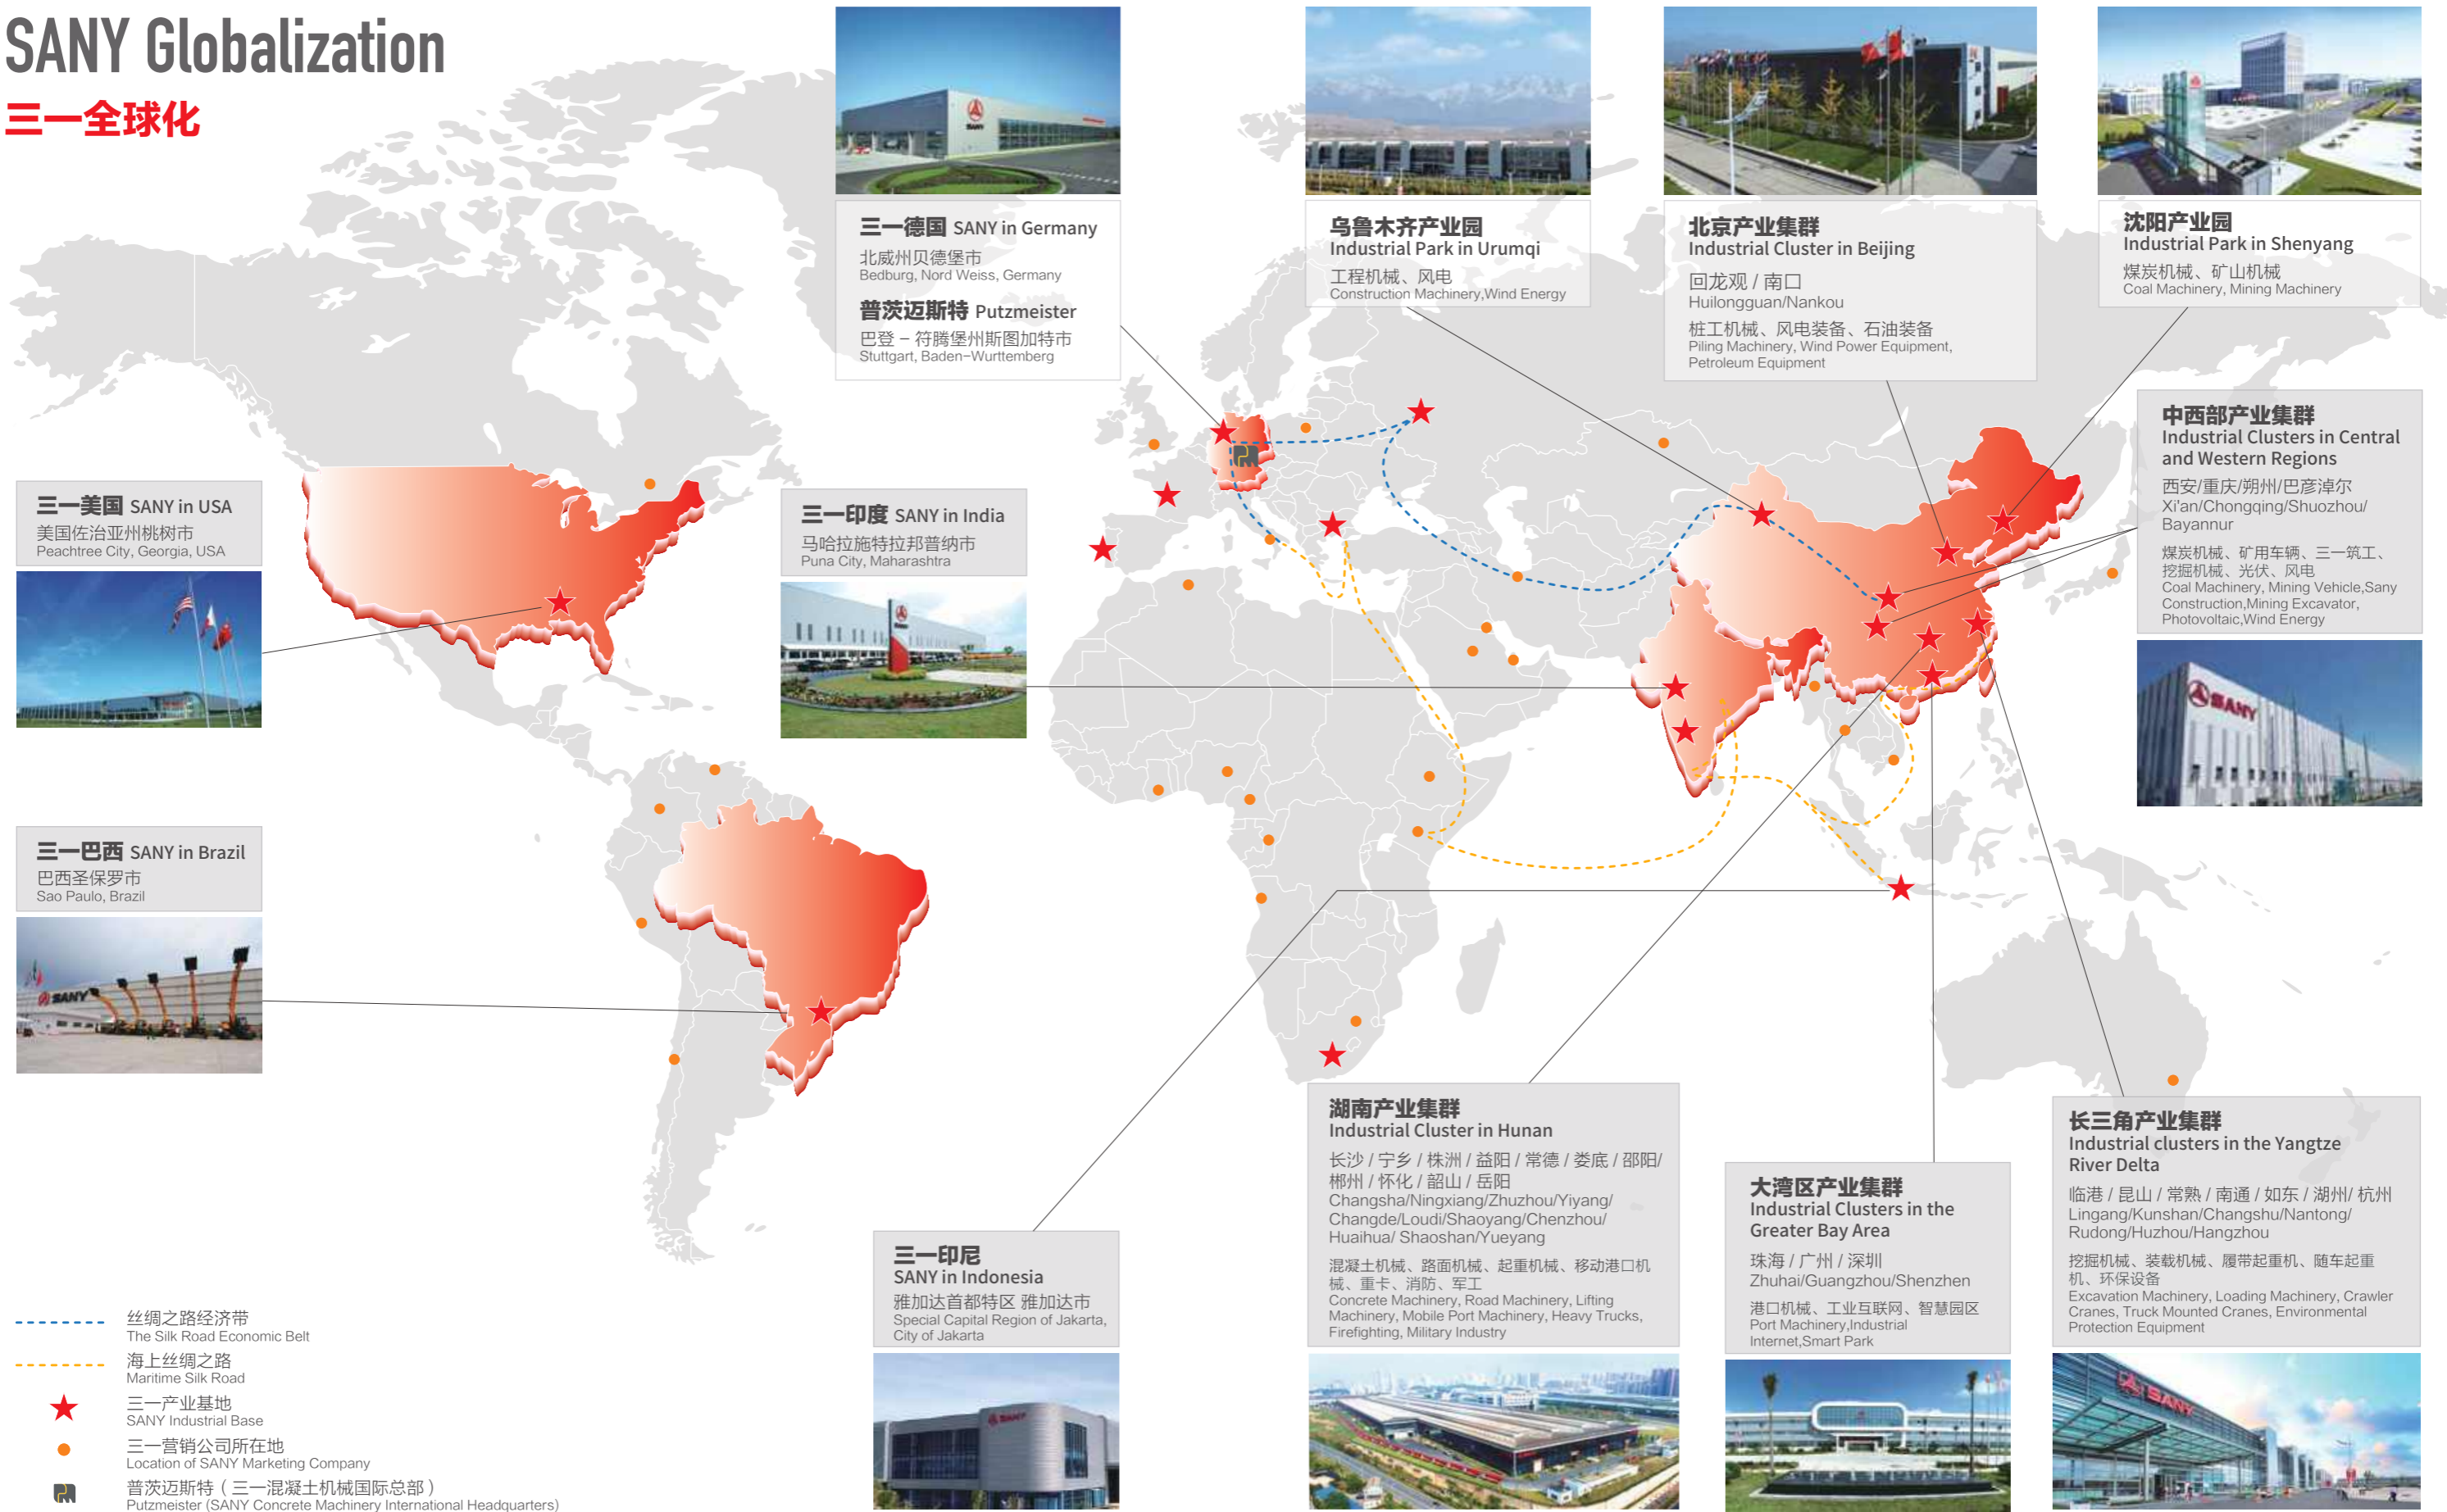 SANY Globalization
三一全球化
三一德国 SANY in Germany
北威州贝德堡市
Bedburg, Nord Weiss, Germany
普茨迈斯特 Putzmeister
巴登 – 符腾堡州斯图加特市
Stuttgart, Baden-Wurttemberg
乌鲁木齐产业园
Industrial Park in Urumqi
工程机械、风电
Construction Machinery,Wind Energy
北京产业集群
Industrial Cluster in Beijing
回龙观 / 南口
Huilongguan/Nankou
桩工机械、风电装备、石油装备
Piling Machinery, Wind Power Equipment,
Petroleum Equipment
沈阳产业园
Industrial Park in Shenyang
煤炭机械、矿山机械
Coal Machinery, Mining Machinery
中西部产业集群
Industrial Clusters in Central
and Western Regions
西安/重庆/朔州/巴彦淖尔
Xi'an/Chongqing/Shuozhou/
Bayannur
煤炭机械、矿用车辆、三一筑工、
挖掘机械、光伏、风电
Coal Machinery, Mining Vehicle,Sany
Construction,Mining Excavator,
Photovoltaic,Wind Energy
SANY
三一美国 SANY in USA
美国佐治亚州桃树市
Peachtree City, Georgia, USA
三一印度 SANY in India
马哈拉施特拉邦普纳市
Puna City, Maharashtra
三一巴西 SANY in Brazil
巴西圣保罗市
Sao Paulo, Brazil
SANY
三一印尼
SANY in Indonesia
雅加达首都特区 雅加达市
Special Capital Region of Jakarta,
City of Jakarta
SANY
湖南产业集群
Industrial Cluster in Hunan
长沙 / 宁乡 / 株洲 / 益阳 / 常德 / 娄底 / 邵阳/
郴州 / 怀化 / 韶山 / 岳阳
Changsha/Ningxiang/Zhuzhou/Yiyang/
Changde/Loudi/Shaoyang/Chenzhou/
Huaihua/ Shaoshan/Yueyang
混凝土机械、路面机械、起重机械、移动港口机
械、重卡、消防、军工
Concrete Machinery, Road Machinery, Lifting
Machinery, Mobile Port Machinery, Heavy Trucks,
Firefighting, Military Industry
大湾区产业集群
Industrial Clusters in the
Greater Bay Area
珠海 / 广州 / 深圳
Zhuhai/Guangzhou/Shenzhen
港口机械、工业互联网、智慧园区
Port Machinery,Industrial
Internet,Smart Park
长三角产业集群
Industrial clusters in the Yangtze
River Delta
临港 / 昆山 / 常熟 / 南通 / 如东 / 湖州/ 杭州
Lingang/Kunshan/Changshu/Nantong/
Rudong/Huzhou/Hangzhou
挖掘机械、装载机械、履带起重机、随车起重
机、环保设备
Excavation Machinery, Loading Machinery, Crawler
Cranes, Truck Mounted Cranes, Environmental
Protection Equipment
SANY
丝绸之路经济带
The Silk Road Economic Belt
海上丝绸之路
Maritime Silk Road
三一产业基地
SANY Industrial Base
三一营销公司所在地
Location of SANY Marketing Company
普茨迈斯特（三一混凝土机械国际总部）
Putzmeister (SANY Concrete Machinery International Headquarters)